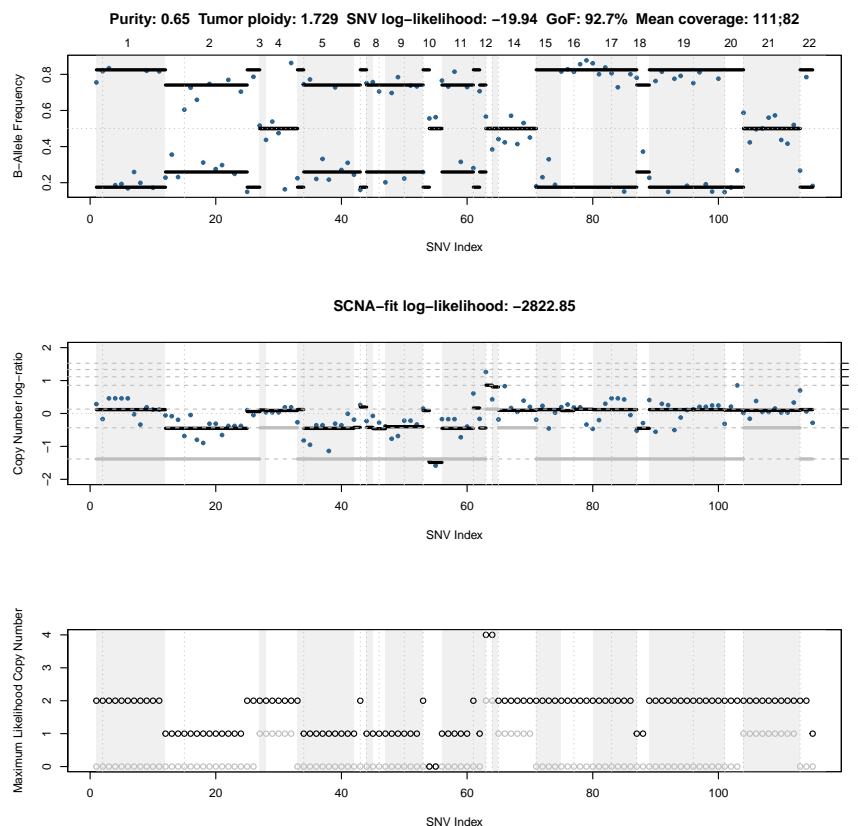 Purity: 0.65 Tumor ploidy: 1.729 SNV log−likelihood: −19.94 GoF: 92.7% Mean coverage: 111;82
1 2 3 4 5 6 8 9 10 11 12 14 15 16 17 18 19 20 21 22
B−Allele Frequency
0.2 0.4 0.6 0.8
0 20 40 60 80 100
SNV Index
SCNA−fit log−likelihood: −2822.85
Copy Number log−ratio
−2 −1 0 1 2
0 20 40 60 80 100
SNV Index
Maximum Likelihood Copy Number
0 1 2 3 4
0 20 40 60 80 100
SNV Index